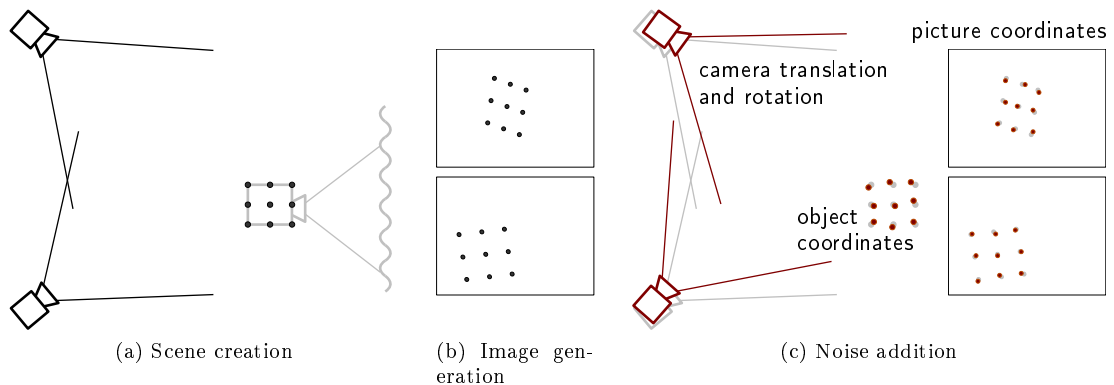 picture coordinates
camera translation
and rotation
object
coordinates
(a) Scene creation
(b) Image gen-
eration
(c) Noise addition